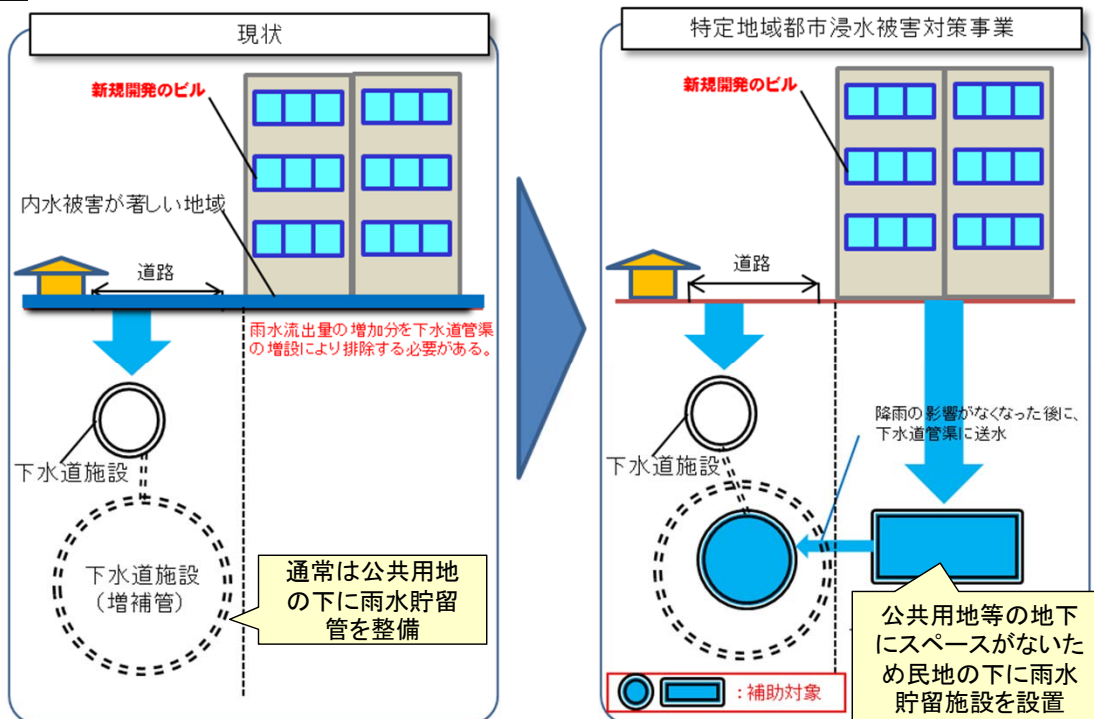 現状
新規開発のビル
内水被害が著しい地域
道路
雨水流出量の増加分を下水道管渠
の増設により排除する必要がある。
下水道施設
下水道施設
（増補管）
通常は公共用地
の下に雨水貯留
管を整備
特定地域都市浸水被害対策事業
新規開発のビル
道路
降雨の影響がなくなった後に、
下水道管渠に送水
下水道施設
公共用地等の地下
にスペースがないた
め民地の下に雨水
貯留施設を設置
：補助対象